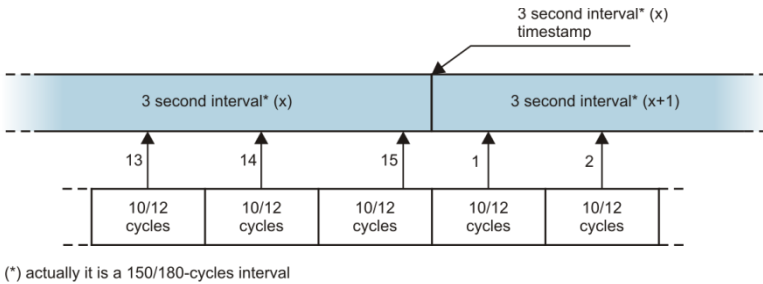 3 second interval* (x)
timestamp
3 second interval* (x)
3 second interval* (x+1)
13
14
15
1
2
10/12
cycles
10/12
cycles
10/12
cycles
10/12
cycles
10/12
cycles
(*) actually it is a 150/180-cycles interval